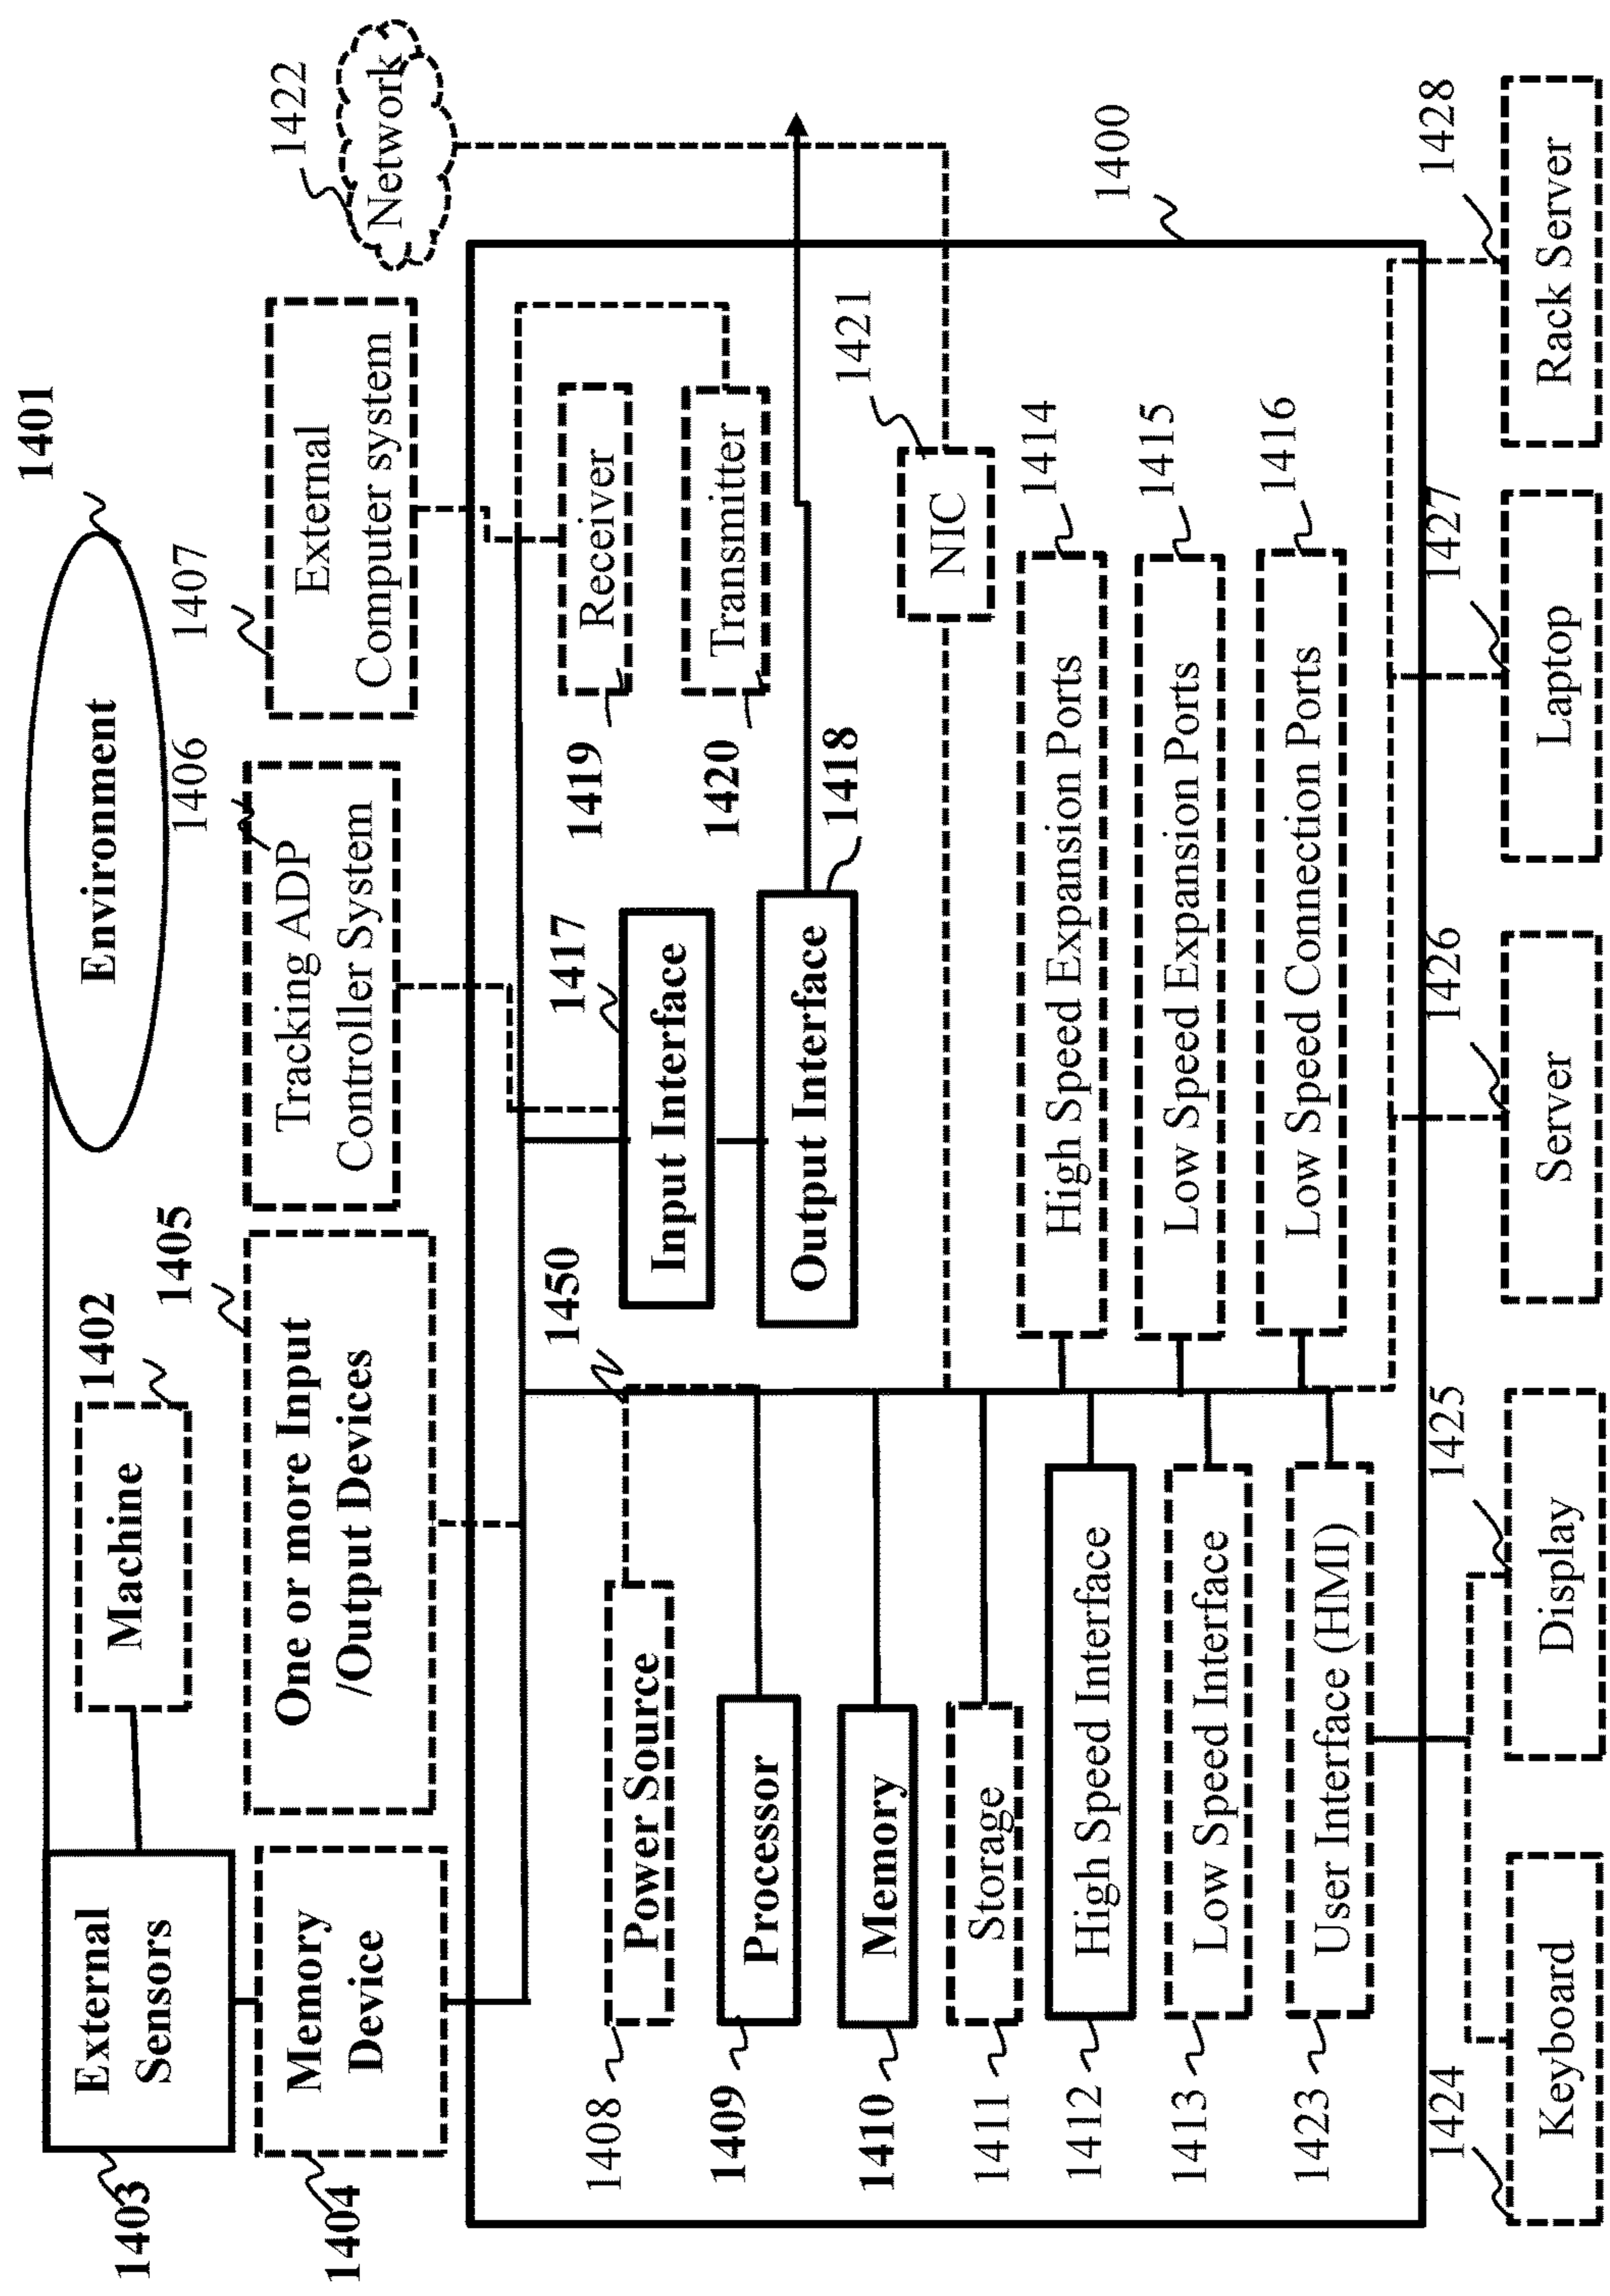 1401
Environment
1402
Machine
1403
External
Sensors
1404
Memory
Device
1405
One or more Input
/Output Devices
1406
Tracking ADP
Controller System
1407
External
Computer system
1422
Network
1400
1408
Power Source
1450
1409
Processor
1410
Memory
1411
Storage
1412
High Speed Interface
1413
Low Speed Interface
1423
User Interface (HMI)
1417
Input Interface
1418
Output Interface
1419
Receiver
1420
Transmitter
1421
NIC
1414
High Speed Expansion Ports
1415
Low Speed Expansion Ports
1416
Low Speed Connection Ports
1424
Keyboard
1425
Display
1426
Server
1427
Laptop
1428
Rack Server